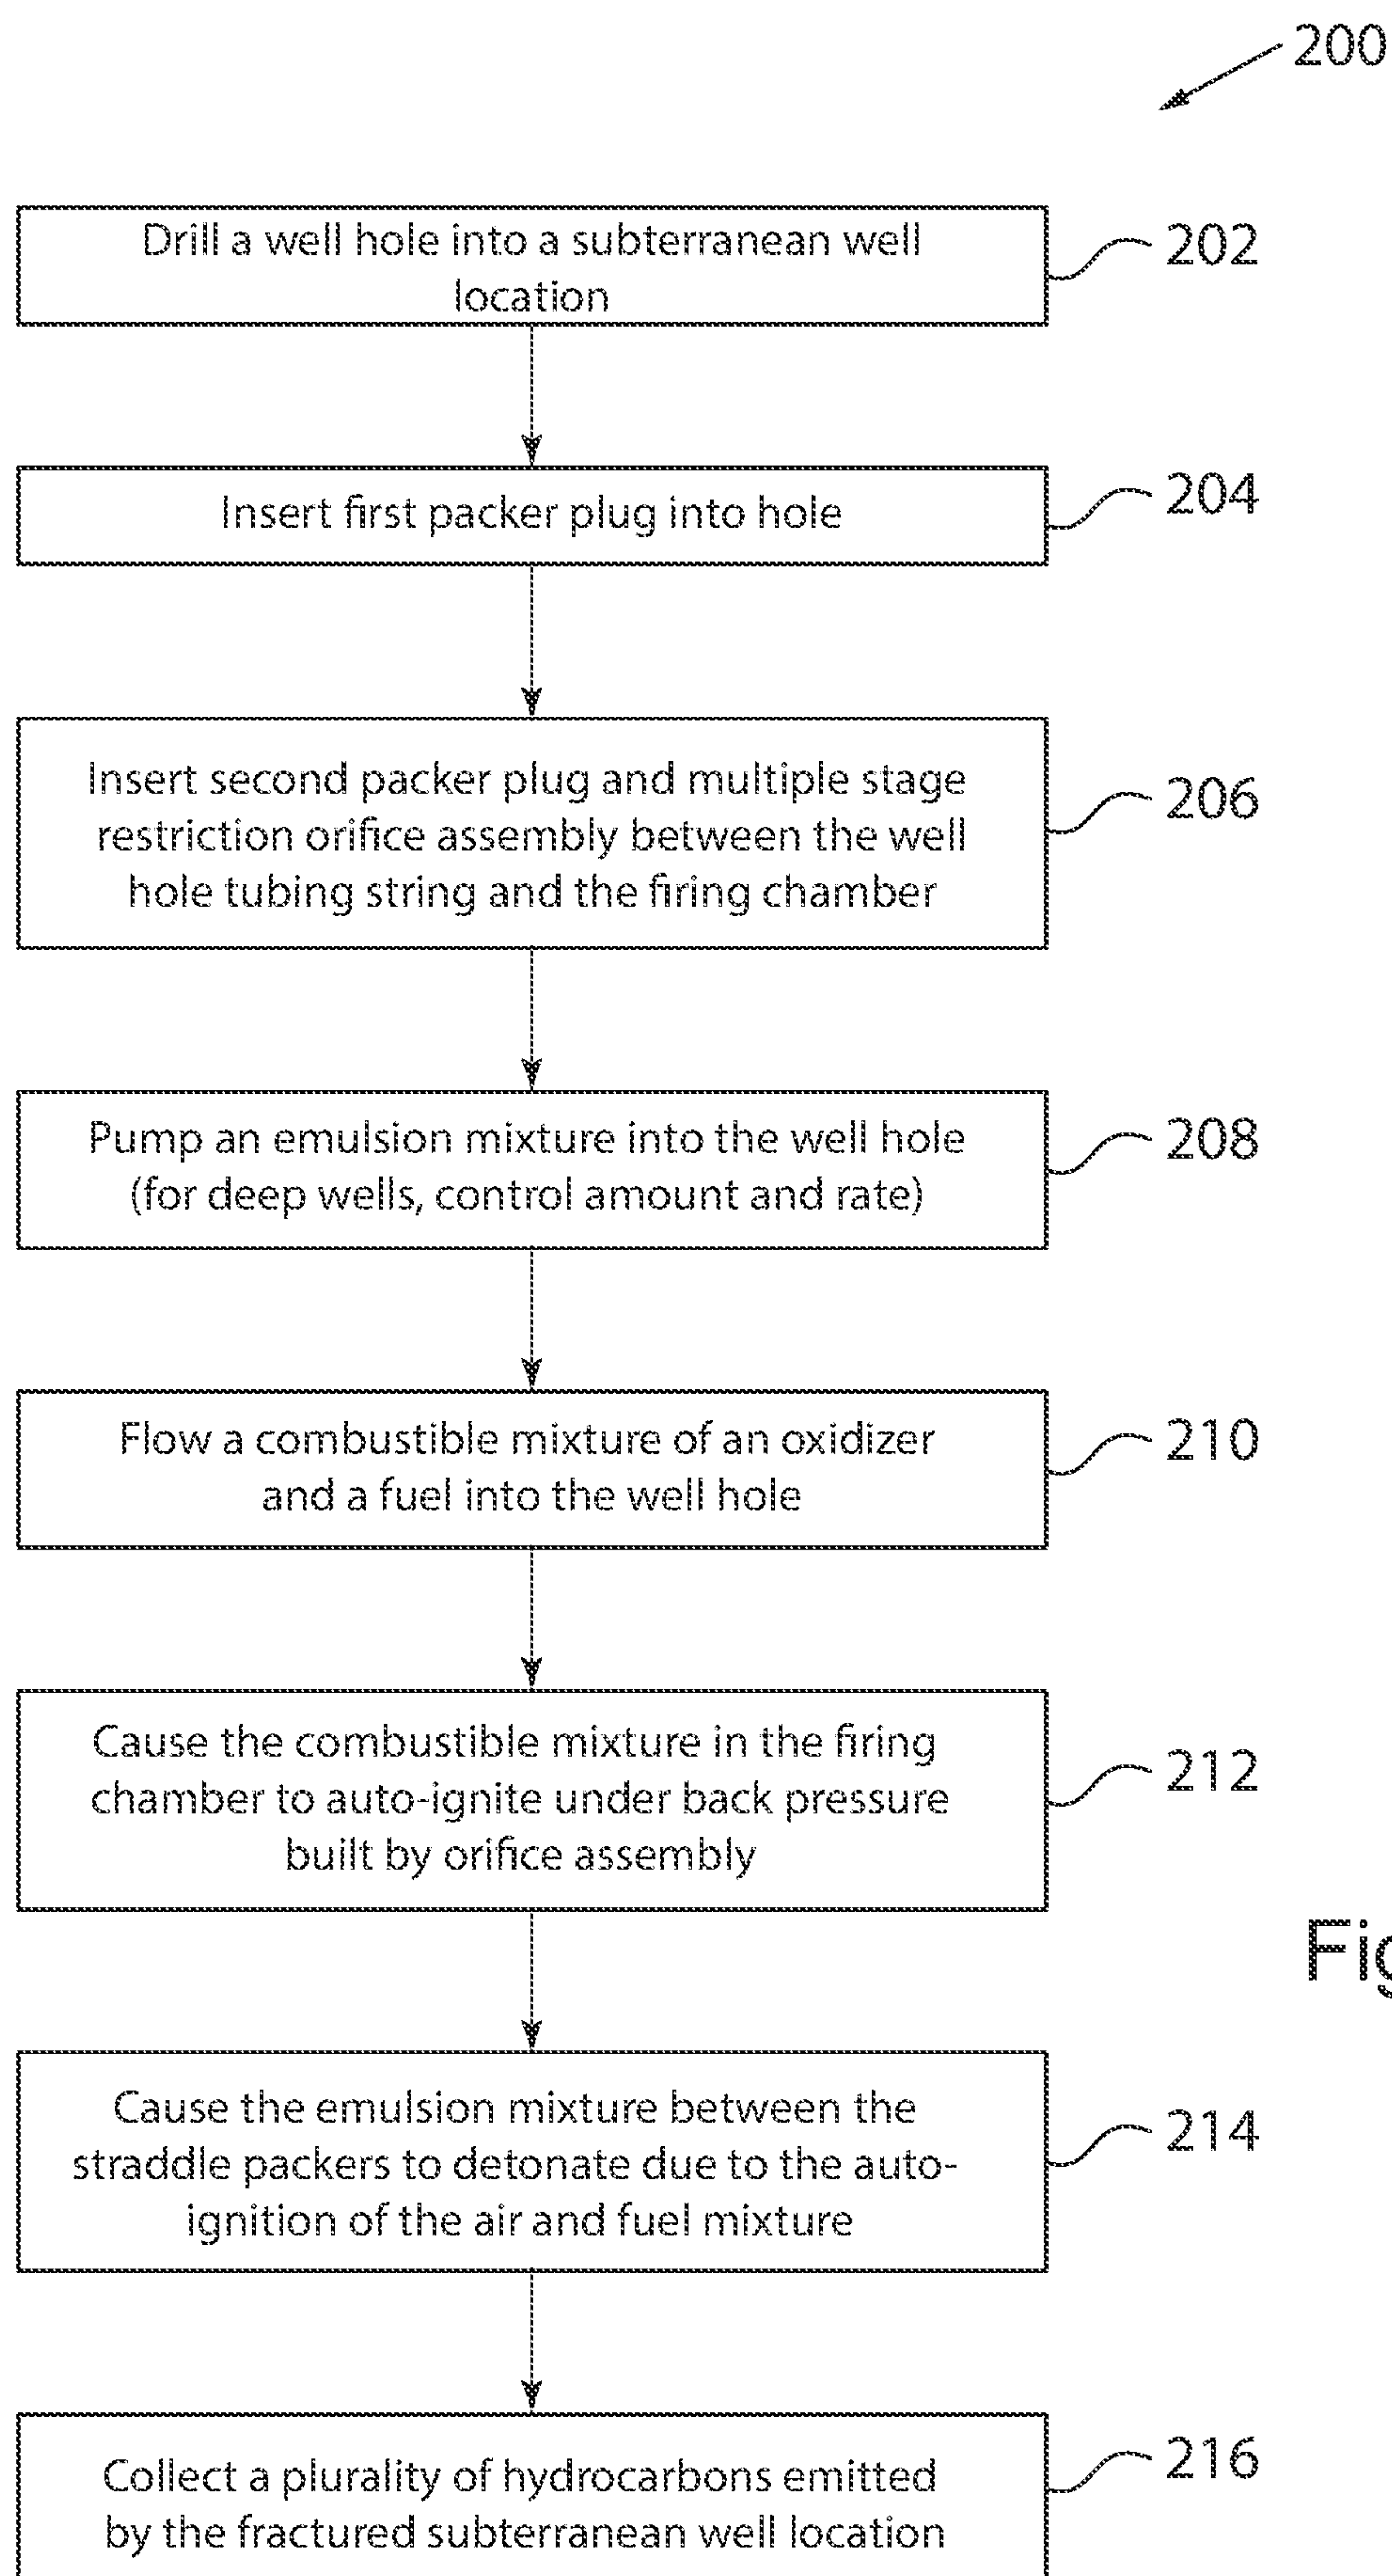 200
Drill a well hole into a subterranean well
location
202
Insert first packer plug into hole
204
Insert second packer plug and multiple stage
restriction orifice assembly between the well
hole tubing string and the firing chamber
206
Pump an emulsion mixture into the well hole
(for deep wells, control amount and rate)
208
Flow a combustible mixture of an oxidizer
and a fuel into the well hole
210
Cause the combustible mixture in the firing
chamber to auto-ignite under back pressure
built by orifice assembly
212
Cause the emulsion mixture between the
straddle packers to detonate due to the auto-
ignition of the air and fuel mixture
214
Collect a plurality of hydrocarbons emitted
by the fractured subterranean well location
216